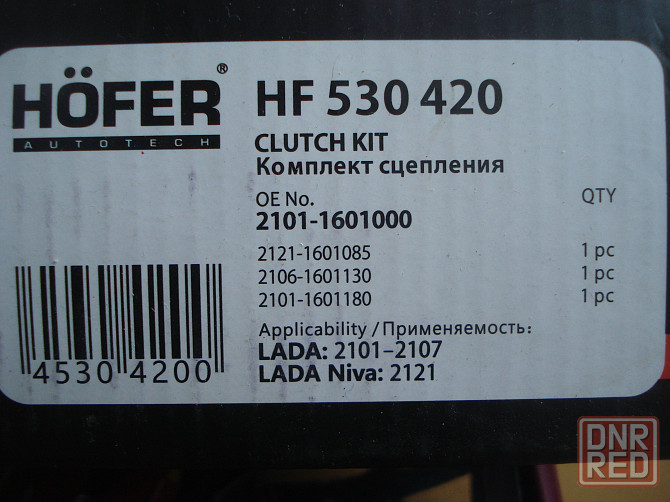 HÖFER®
AUTOTECH
HF 530 420
CLUTCH KIT
Комплект сцепления
OE No. QTY
2101-1601000
2121-1601085 1 pc
2106-1601130 1 pc
2101-1601180 1 pc
Applicability / Применяемость:
LADA: 2101–2107
LADA Niva: 2121
4530 4200
DNR
RED